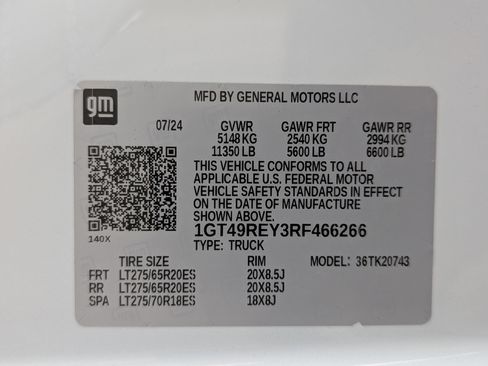 gm
MFD BY GENERAL MOTORS LLC
07/24 GVWR GAWR FRT GAWR RR
5148 KG 2540 KG 2994 KG
11350 LB 5600 LB 6600 LB
THIS VEHICLE CONFORMS TO ALL
APPLICABLE U.S. FEDERAL MOTOR
VEHICLE SAFETY STANDARDS IN EFFECT
ON THE DATE OF MANUFACTURE
SHOWN ABOVE.
140X
1GT49REY3RF466266
TYPE: TRUCK
TIRE SIZE RIM MODEL: 36TK20743
FRT LT275/65R20ES 20X8.5J
RR LT275/65R20ES 20X8.5J
SPA LT275/70R18ES 18X8J